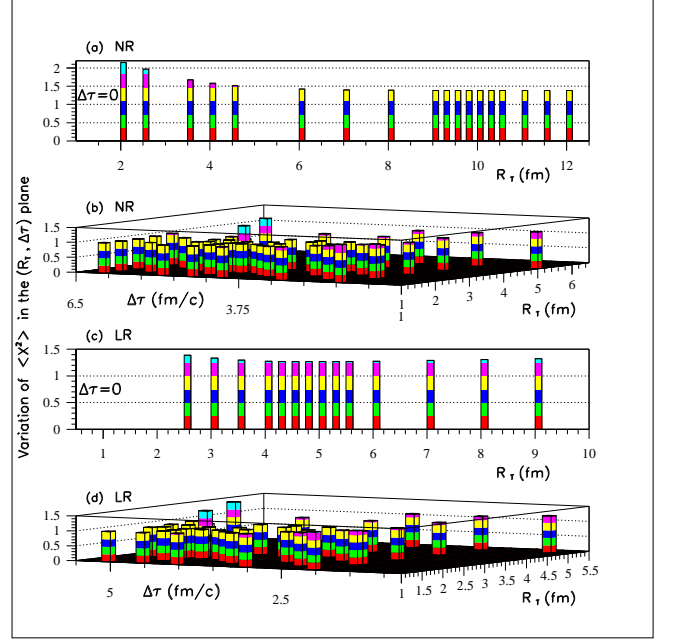 Variation of <X²> in the (R_T, Δτ) plane
(a) NR
2
1.5
Δτ=0
1
0.5
0
2 4 6 8 10 12
R_T (fm)
(b) NR
1.5
1
0.5
0
6.5 3.75 1
Δτ (fm/c)
1 2 3 4 5 6
R_T (fm)
(c) LR
1.5
1
Δτ=0
0.5
0
1 2 3 4 5 6 7 8 9 10
R_T (fm)
(d) LR
1.5
1
0.5
0
5 2.5
Δτ (fm/c)
1 1.5 2 2.5 3 3.5 4 4.5 5 5.5
R_T (fm)